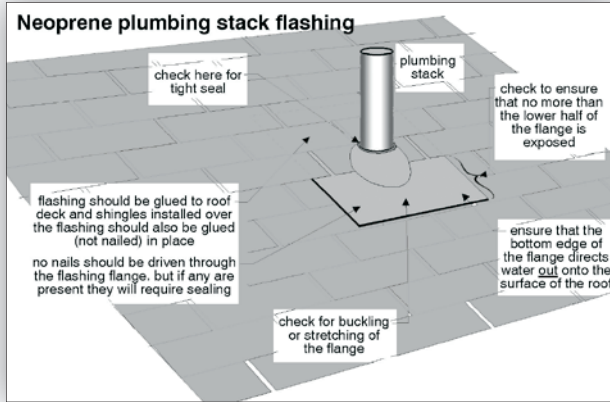 Neoprene plumbing stack flashing
check here for
tight seal
plumbing
stack
check to ensure
that no more than
the lower half of
the flange is
exposed
flashing should be glued to roof
deck and shingles installed over
the flashing should also be glued
(not nailed) in place
no nails should be driven through
the flashing flange. but if any are
present they will require sealing
ensure that the
bottom edge of
the flange directs
water out onto the
surface of the roof
check for buckling
or stretching of
the flange